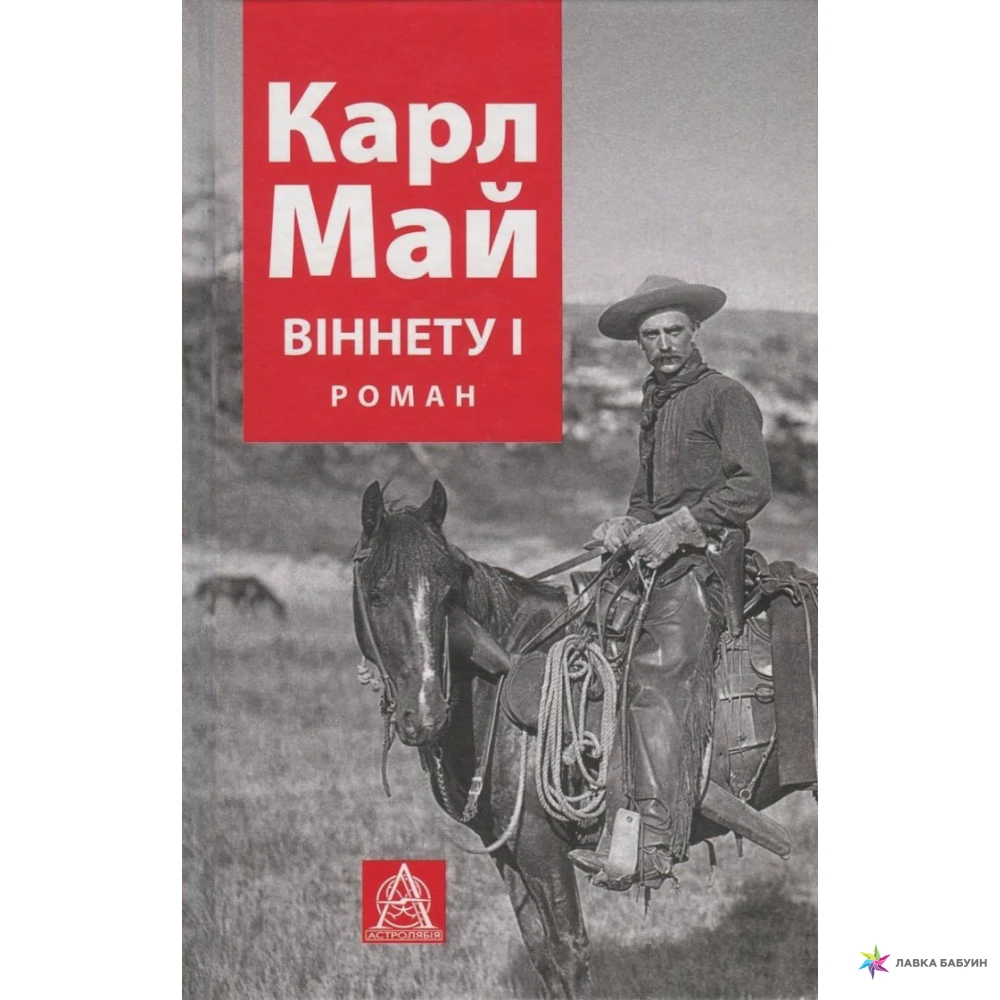 Карл
Май
ВІННЕТУ І
РОМАН
АСТРОЛЯБІЯ
ЛАВКА БАБУИН